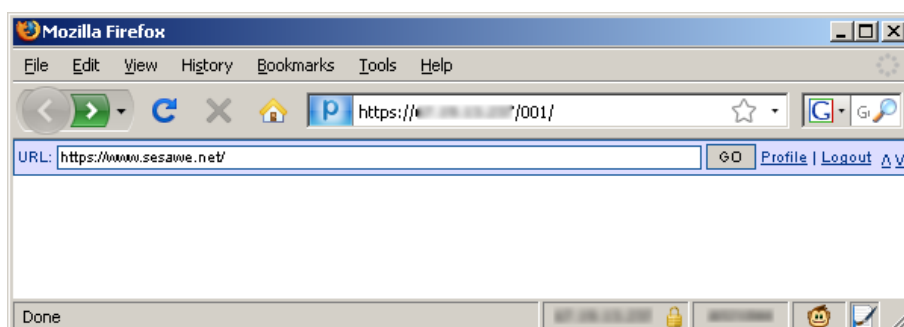 Mozilla Firefox
File Edit View History Bookmarks Tools Help
https:// /001/ G G
URL: https://www.sesawe.net/ GO Profile | Logout ^ v
Done